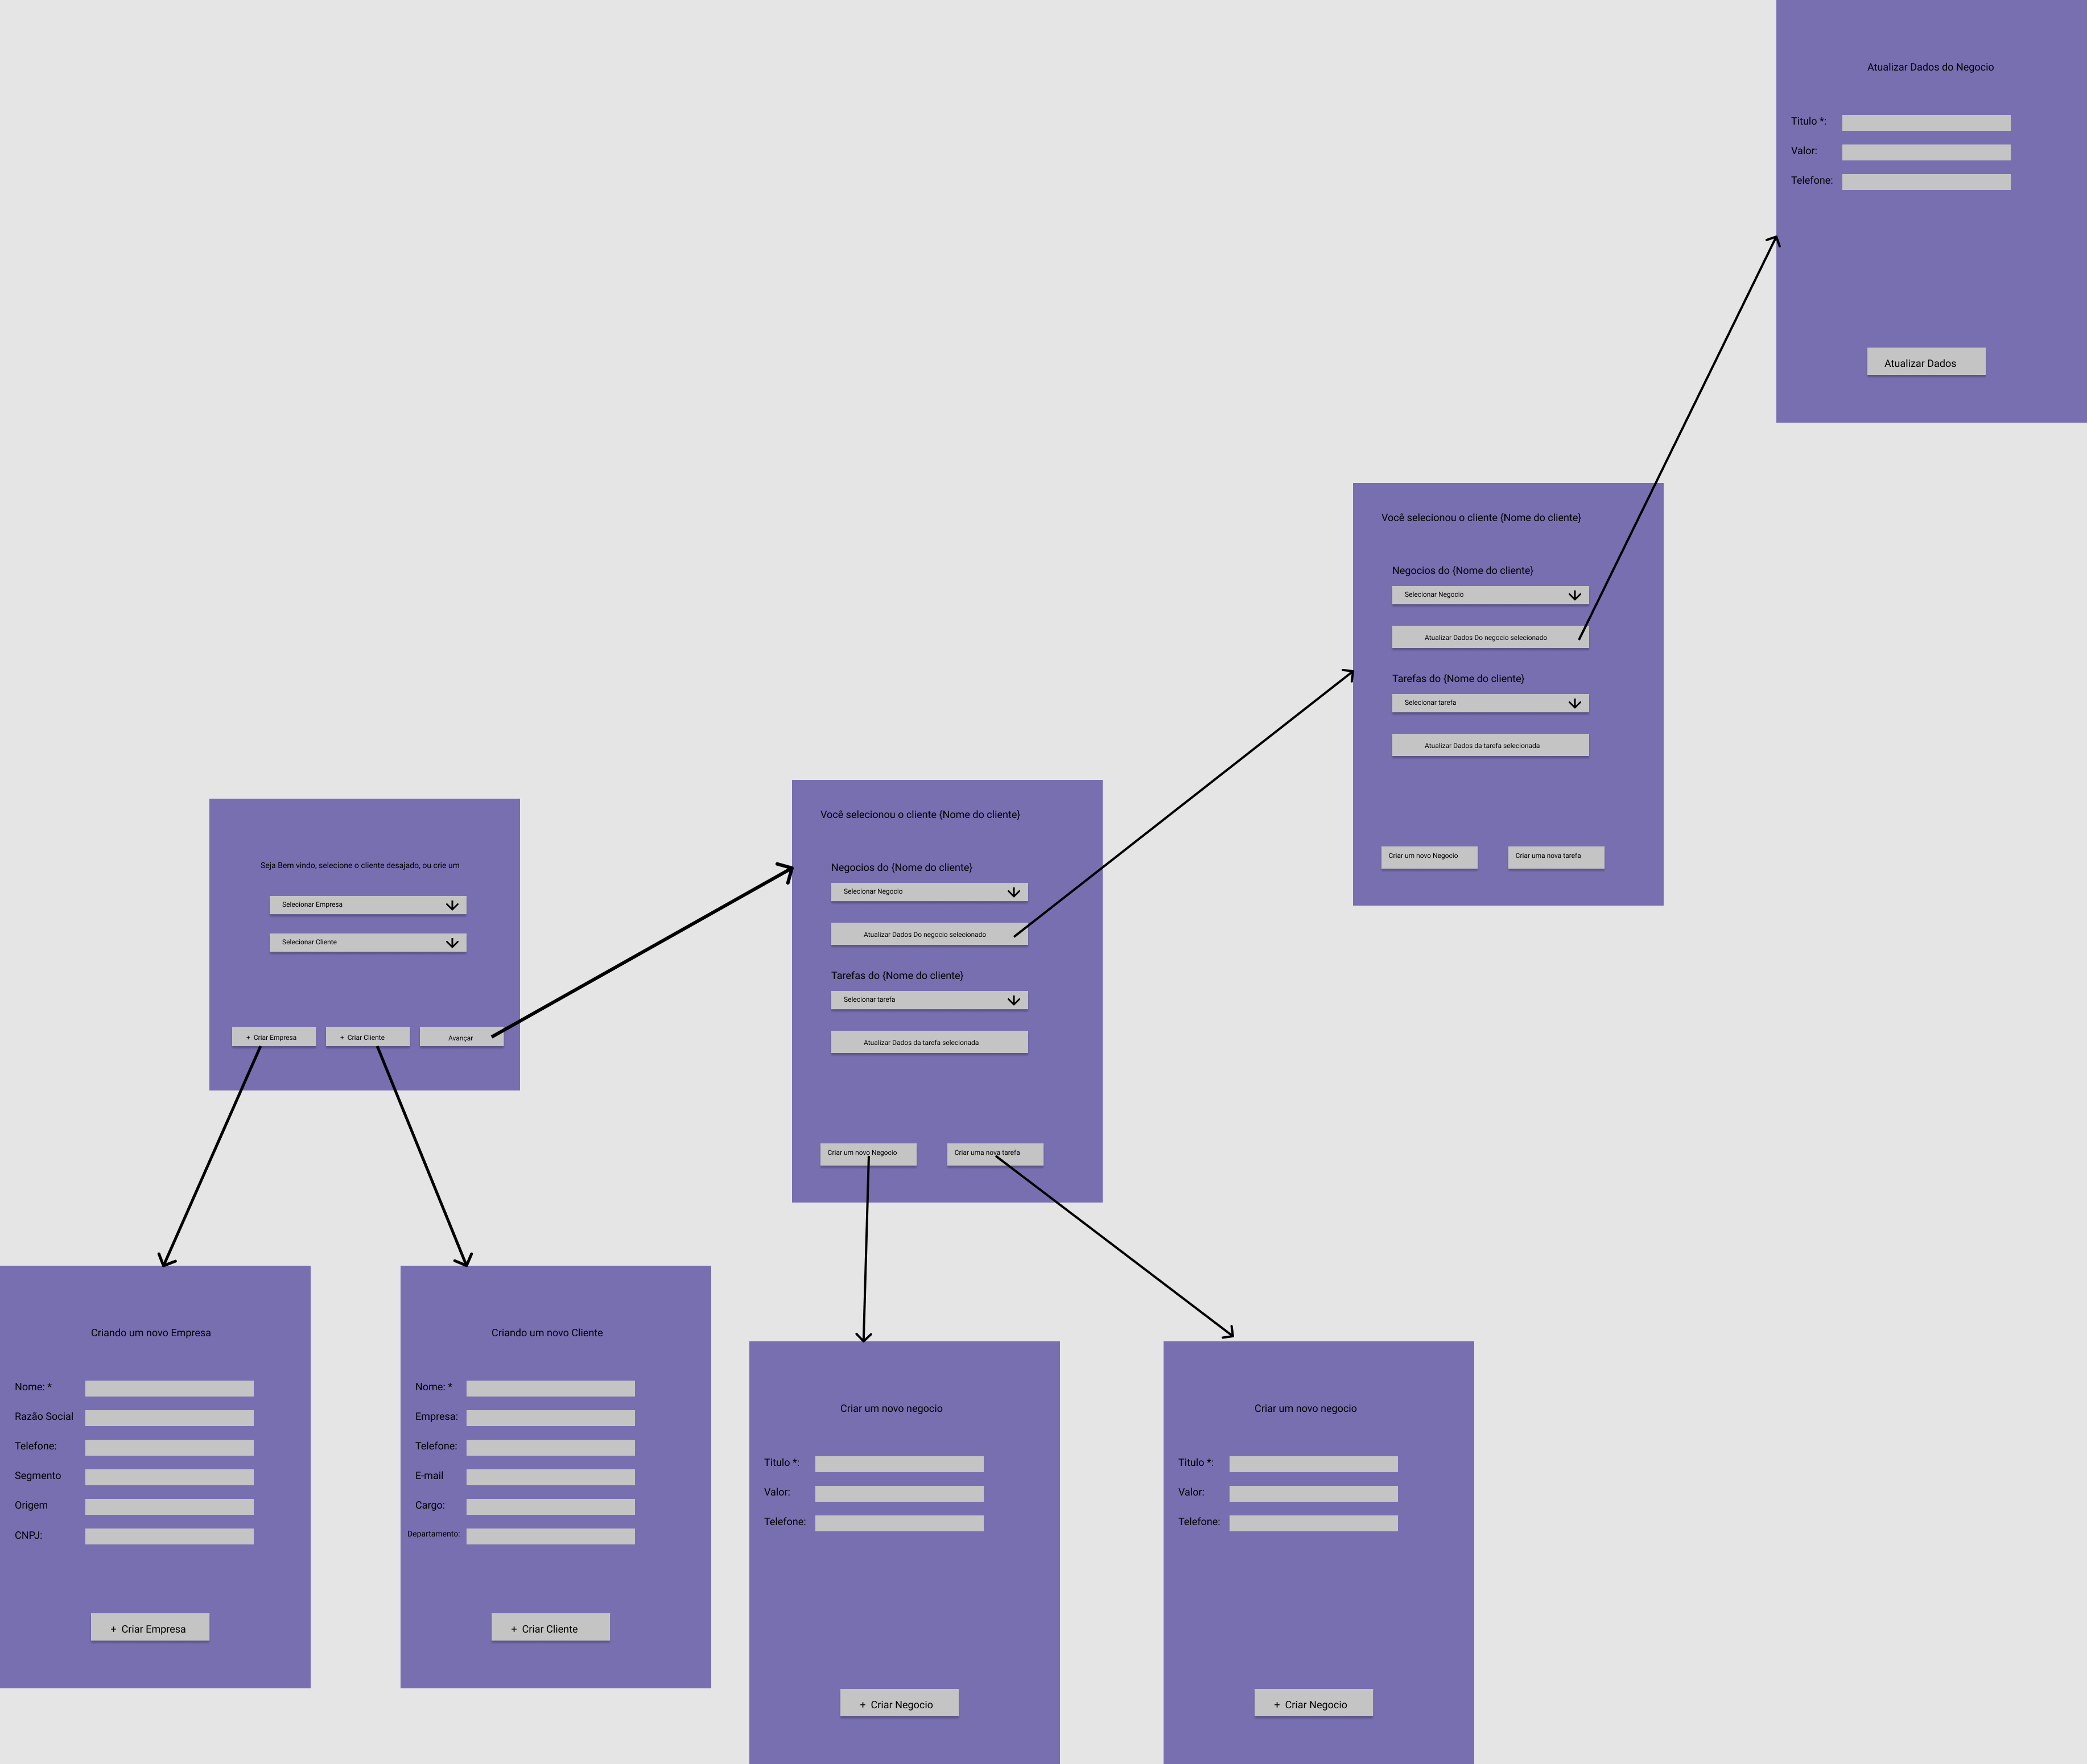 Atualizar Dados do Negocio
Titulo *:
Valor:
Telefone:
Atualizar Dados
Você selecionou o cliente {Nome do cliente}
Negocios do {Nome do cliente}
Selecionar Negocio
Atualizar Dados Do negocio selecionado
Tarefas do {Nome do cliente}
Selecionar tarefa
Atualizar Dados da tarefa selecionada
Criar um novo Negocio
Criar uma nova tarefa
Seja Bem vindo, selecione o cliente desajado, ou crie um
Selecionar Empresa
Selecionar Cliente
+ Criar Empresa
+ Criar Cliente
Avançar
Você selecionou o cliente {Nome do cliente}
Negocios do {Nome do cliente}
Selecionar Negocio
Atualizar Dados Do negocio selecionado
Tarefas do {Nome do cliente}
Selecionar tarefa
Atualizar Dados da tarefa selecionada
Criar um novo Negocio
Criar uma nova tarefa
Criando um novo Empresa
Nome: *
Razão Social
Telefone:
Segmento
Origem
CNPJ:
+ Criar Empresa
Criando um novo Cliente
Nome: *
Empresa:
Telefone:
E-mail
Cargo:
Departamento:
+ Criar Cliente
Criar um novo negocio
Titulo *:
Valor:
Telefone:
+ Criar Negocio
Criar um novo negocio
Titulo *:
Valor:
Telefone:
+ Criar Negocio